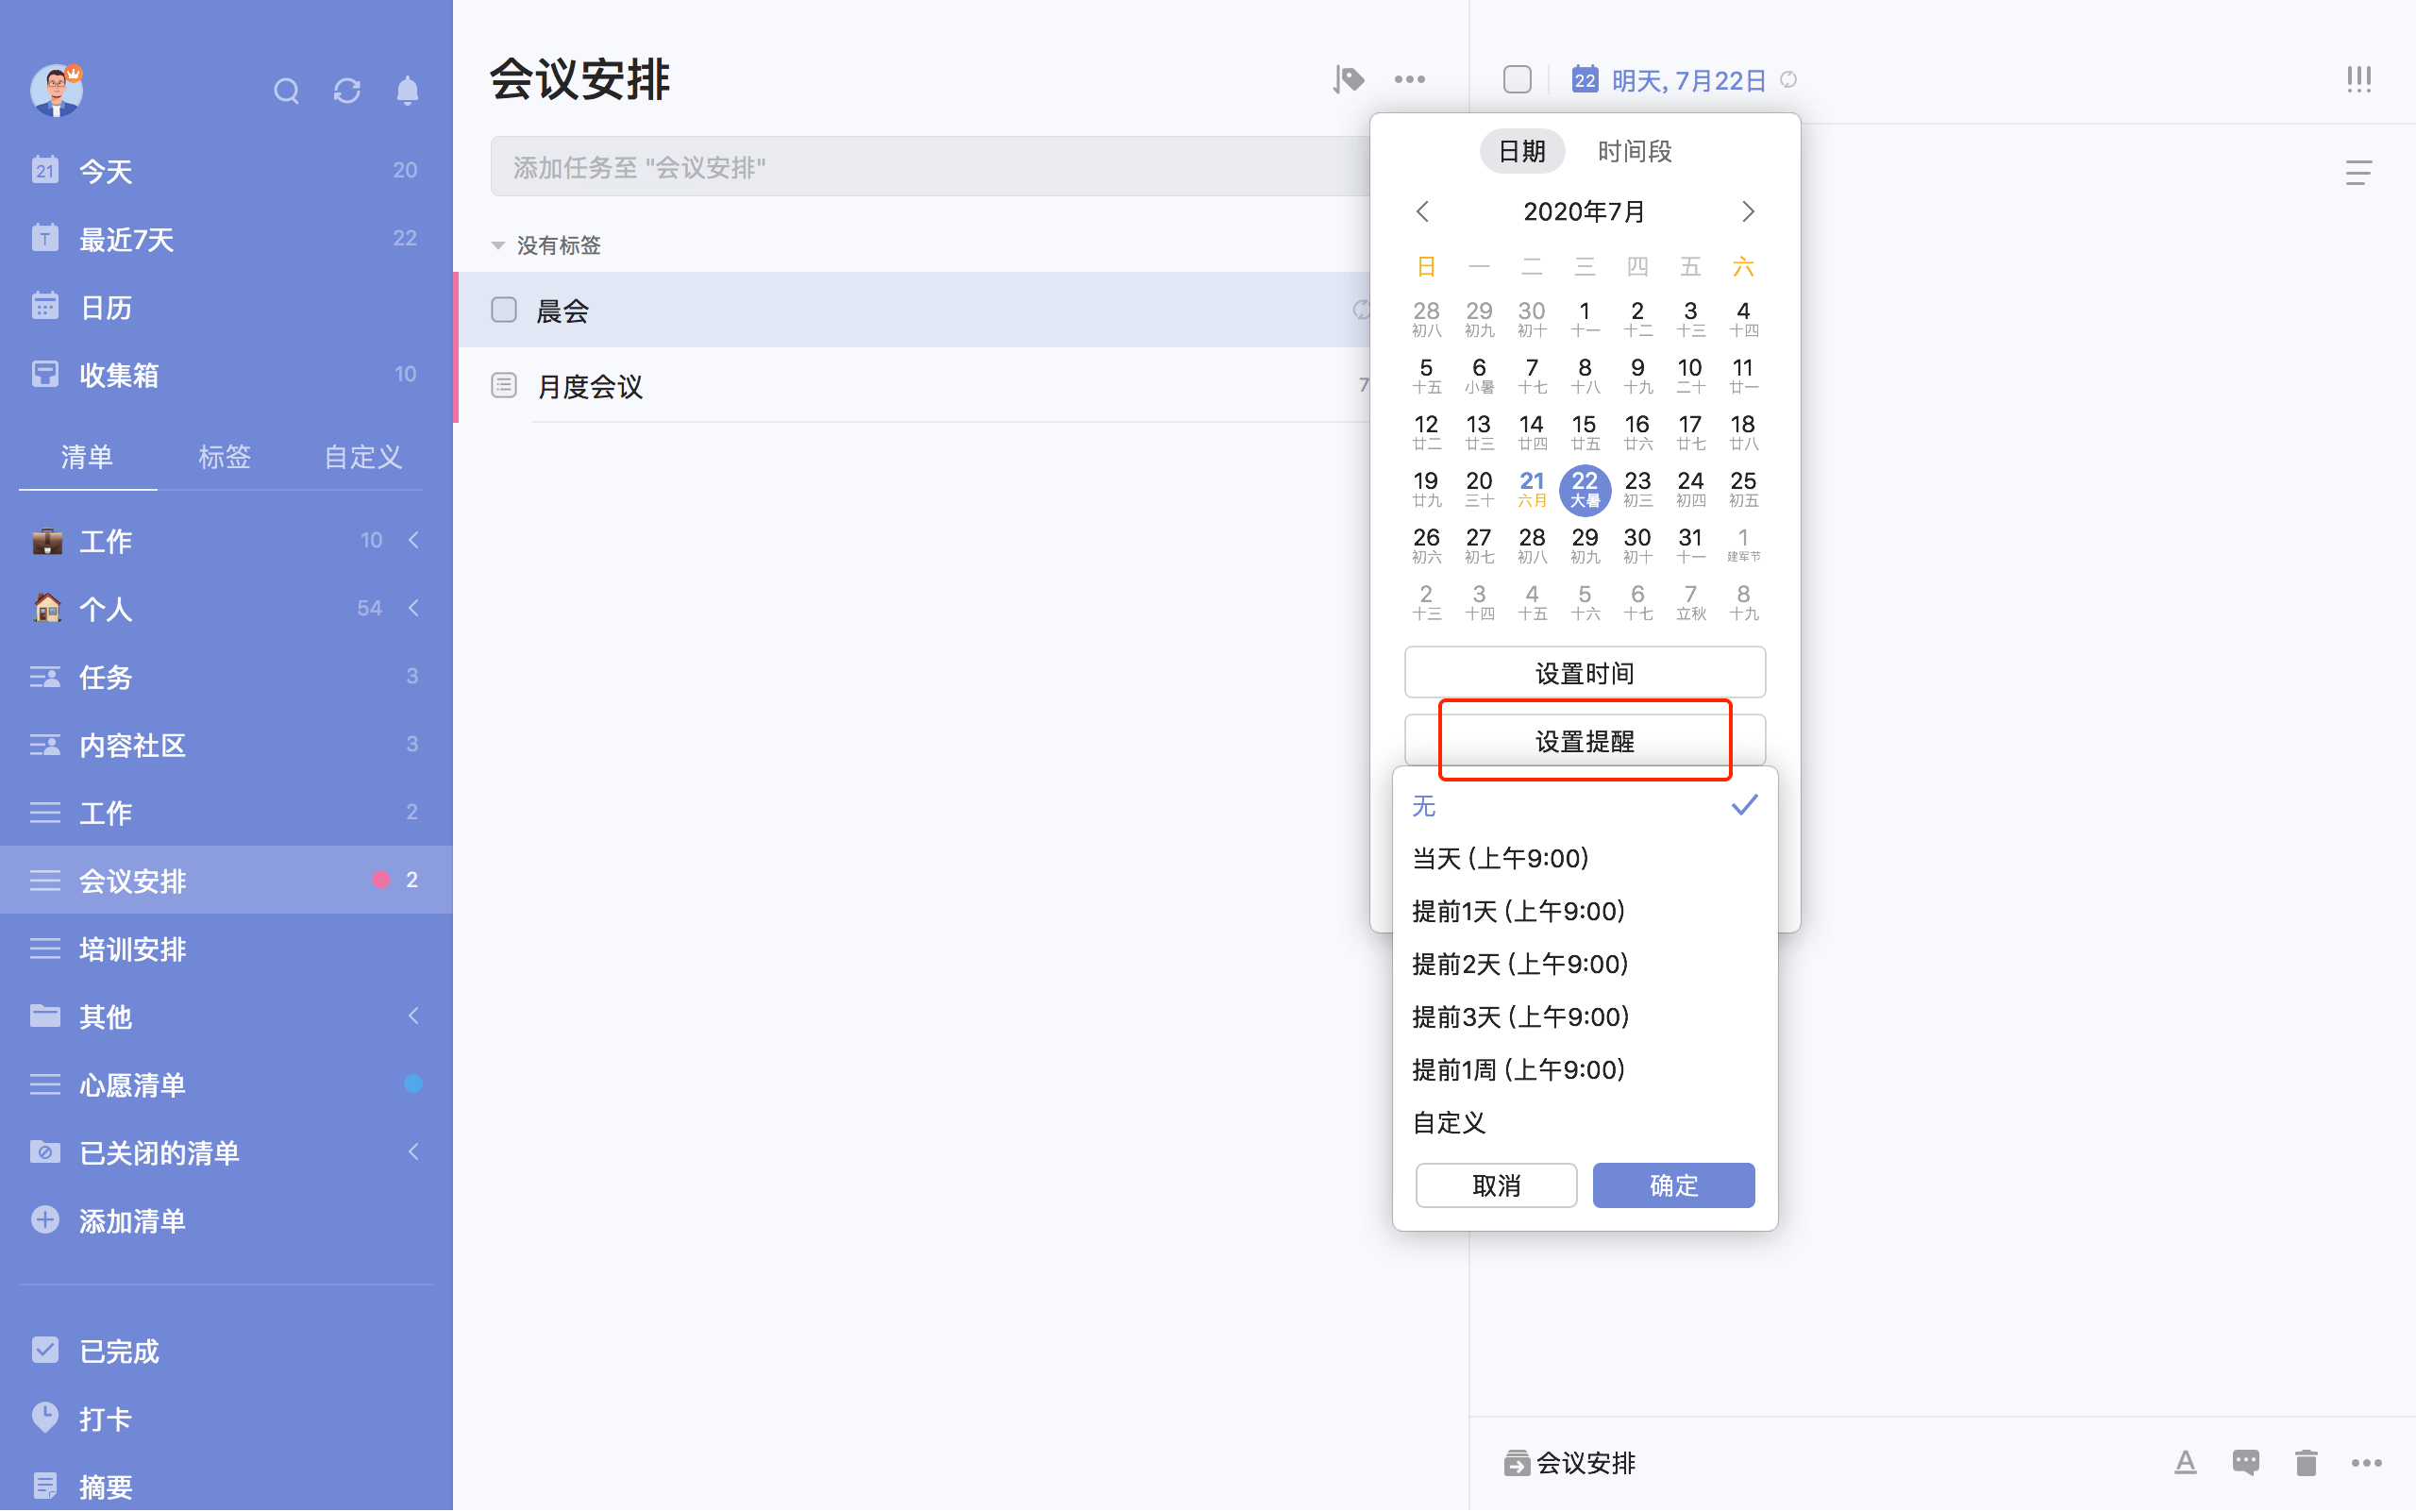 21 今天 20
T 最近7天 22
日历
收集箱 10
清单 标签 自定义
工作 10
个人 54
任务 3
内容社区 3
工作 2
会议安排 2
培训安排
其他
心愿清单
已关闭的清单
添加清单
已完成
打卡
摘要
会议安排
添加任务至 "会议安排"
没有标签
晨会
月度会议 7
22 明天, 7月22日
日期 时间段
2020年7月
日 一 二 三 四 五 六
28 29 30 1 2 3 4
初八 初九 初十 十一 十二 十三 十四
5 6 7 8 9 10 11
十五 小暑 十七 十八 十九 二十 廿一
12 13 14 15 16 17 18
廿二 廿三 廿四 廿五 廿六 廿七 廿八
19 20 21 22 23 24 25
廿九 三十 六月 大暑 初三 初四 初五
26 27 28 29 30 31 1
初六 初七 初八 初九 初十 十一 建军节
2 3 4 5 6 7 8
十三 十四 十五 十六 十七 立秋 十九
设置时间
设置提醒
无
当天 (上午9:00)
提前1天 (上午9:00)
提前2天 (上午9:00)
提前3天 (上午9:00)
提前1周 (上午9:00)
自定义
取消 确定
会议安排
A